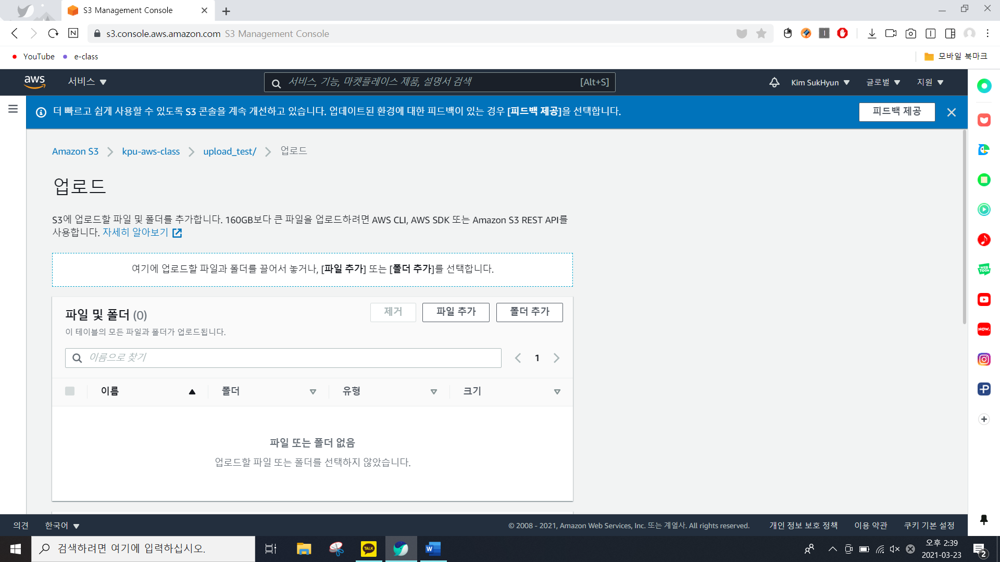 S3 Management Console
s3.console.aws.amazon.com S3 Management Console
YouTube
e-class
모바일 북마크
aws
서비스
서비스, 기능, 마켓플레이스 제품, 설명서 검색
[Alt+S]
Kim SukHyun
글로벌
지원
더 빠르고 쉽게 사용할 수 있도록 S3 콘솔을 계속 개선하고 있습니다. 업데이트된 환경에 대한 피드백이 있는 경우 [피드백 제공]을 선택합니다.
피드백 제공
Amazon S3
kpu-aws-class
upload_test/
업로드
업로드
S3에 업로드할 파일 및 폴더를 추가합니다. 160GB보다 큰 파일을 업로드하려면 AWS CLI, AWS SDK 또는 Amazon S3 REST API를
사용합니다. 자세히 알아보기
여기에 업로드할 파일과 폴더를 끌어서 놓거나, [파일 추가] 또는 [폴더 추가]를 선택합니다.
파일 및 폴더 (0)
제거
파일 추가
폴더 추가
이 테이블의 모든 파일과 폴더가 업로드됩니다.
이름으로 찾기
1
이름
폴더
유형
크기
파일 또는 폴더 없음
업로드할 파일 또는 폴더를 선택하지 않았습니다.
WEB
TOON
NOW.
의견
한국어
© 2008 - 2021, Amazon Web Services, Inc. 또는 계열사. All rights reserved.
개인 정보 보호 정책
이용 약관
쿠키 기본 설정
검색하려면 여기에 입력하십시오.
TALK
오후 2:39
2021-03-23
2